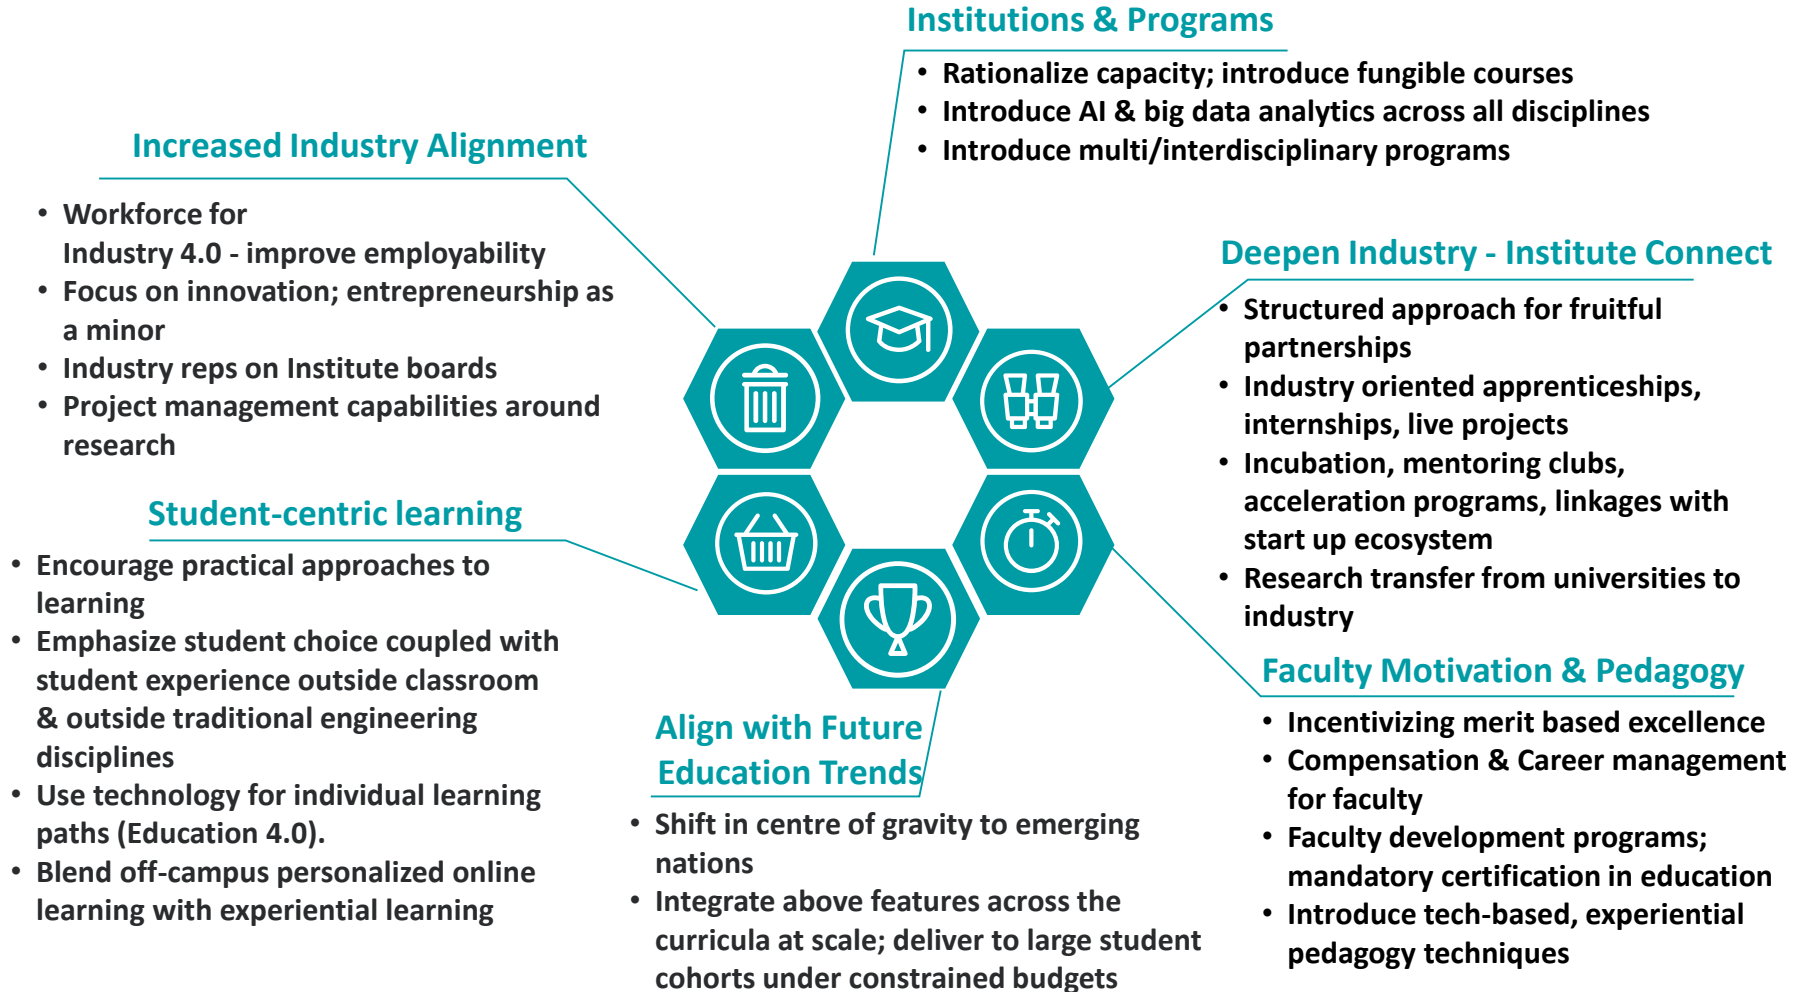 Institutions & Programs
• Rationalize capacity; introduce fungible courses
• Introduce AI & big data analytics across all disciplines
• Introduce multi/interdisciplinary programs
Increased Industry Alignment
• Workforce for
Industry 4.0 - improve employability
• Focus on innovation; entrepreneurship as
a minor
• Industry reps on Institute boards
• Project management capabilities around
research
Deepen Industry - Institute Connect
• Structured approach for fruitful
partnerships
• Industry oriented apprenticeships,
internships, live projects
• Incubation, mentoring clubs,
acceleration programs, linkages with
start up ecosystem
• Research transfer from universities to
industry
Student-centric learning
• Encourage practical approaches to
learning
• Emphasize student choice coupled with
student experience outside classroom
& outside traditional engineering
disciplines
• Use technology for individual learning
paths (Education 4.0).
• Blend off-campus personalized online
learning with experiential learning
Align with Future
Education Trends
• Shift in centre of gravity to emerging
nations
• Integrate above features across the
curricula at scale; deliver to large student
cohorts under constrained budgets
Faculty Motivation & Pedagogy
• Incentivizing merit based excellence
• Compensation & Career management
for faculty
• Faculty development programs;
mandatory certification in education
• Introduce tech-based, experiential
pedagogy techniques